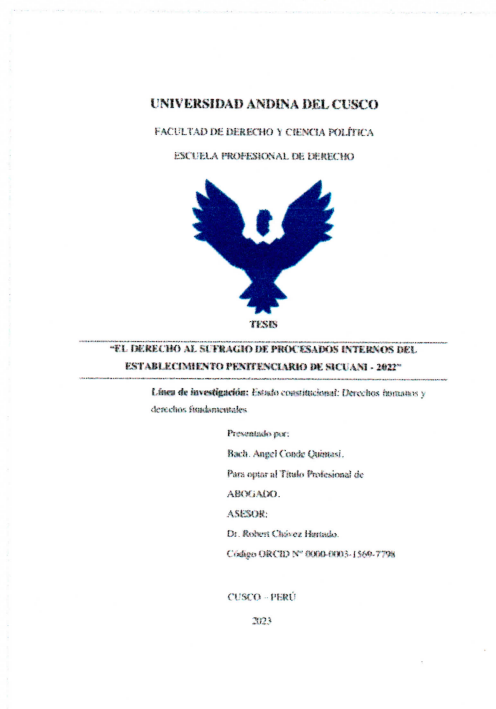 UNIVERSIDAD ANDINA DEL CUSCO
FACULTAD DE DERECHO Y CIENCIA POLÍTICA
ESCUELA PROFESIONAL DE DERECHO
TESIS
"EL DERECHO AL SUFRAGIO DE PROCESADOS INTERNOS DEL
ESTABLECIMIENTO PENITENCIARIO DE SICUANI - 2022"
Línea de investigación: Estado constitucional: Derechos humanos y
derechos fundamentales
Presentado por:
Bach. Angel Conde Quimasi.
Para optar al Título Profesional de
ABOGADO.
ASESOR:
Dr. Robert Chávez Hurtado.
Código ORCID N° 0000-0003-1569-7798
CUSCO – PERÚ
2023